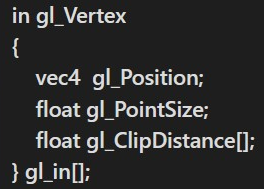 in gl_Vertex
{
vec4 gl_Position;
float gl_PointSize;
float gl_ClipDistance[];
} gl_in[];